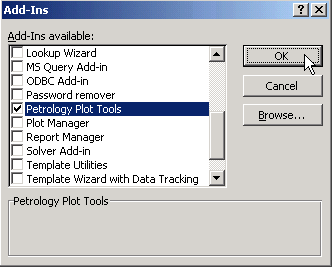 Add-Ins
Add-Ins available:
Lookup Wizard
MS Query Add-in
ODBC Add-in
Password remover
Petrology Plot Tools
Plot Manager
Report Manager
Solver Add-in
Template Utilities
Template Wizard with Data Tracking
OK
Cancel
Browse...
Petrology Plot Tools